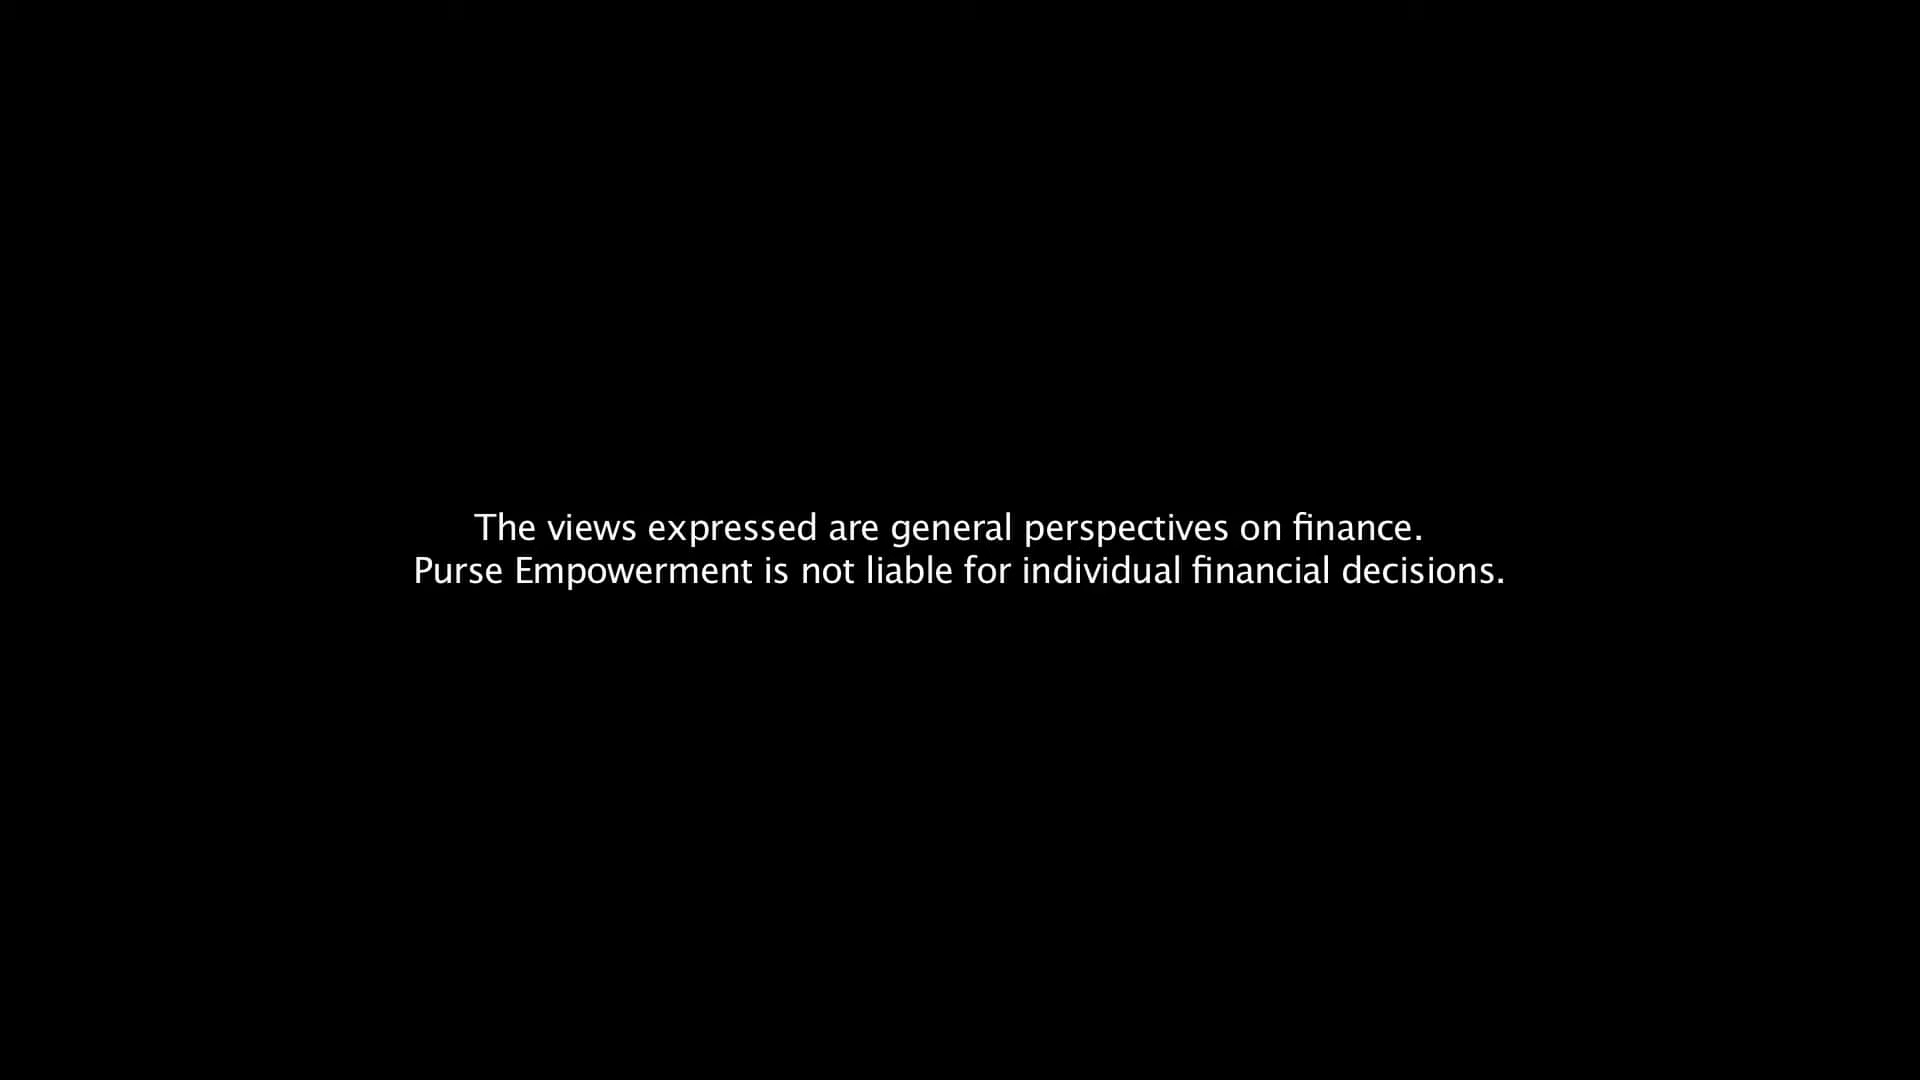 The views expressed are general perspectives on finance.
Purse Empowerment is not liable for individual financial decisions.